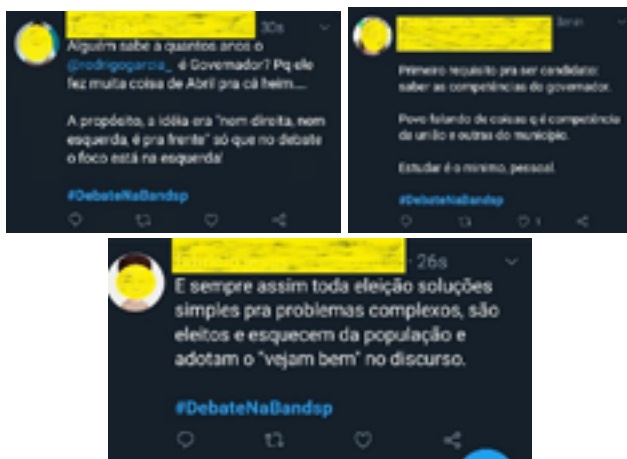 30s
Alguém sabe a quantos anos o
@rodrigogarcia_ é Governador? Pq ele
fez muita coisa de Abril pra cá heim....
A propósito, a idéia era "nem direita, nem
esquerda, é pra frente" só que no debate
o foco está na esquerda!
#DebateNaBandsp
Primeiro requisito pra ser candidato:
saber as competências do governador.
Povo falando de coisas q é competência
da união e outras do município.
Estudar é o mínimo, pessoal.
#DebateNaBandsp
1
· 26s
E sempre assim toda eleição soluções
simples pra problemas complexos, são
eleitos e esquecem da população e
adotam o "vejam bem" no discurso.
#DebateNaBandsp